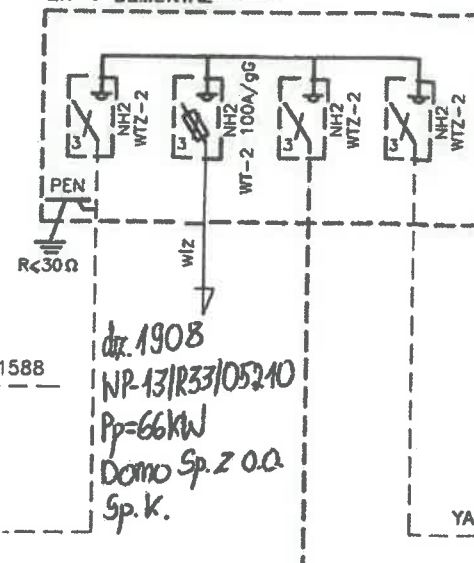 3
NH2
WTZ-2
3
NH2
WT-2 100A/gG
3
NH2
WTZ-2
3
NH2
WTZ-2
PEN
R<30Ω
wlz
dz. 1908
WP-13/R33/05210
Pp=66kW
Domo Sp. z o.o.
Sp. K.
1588
YA